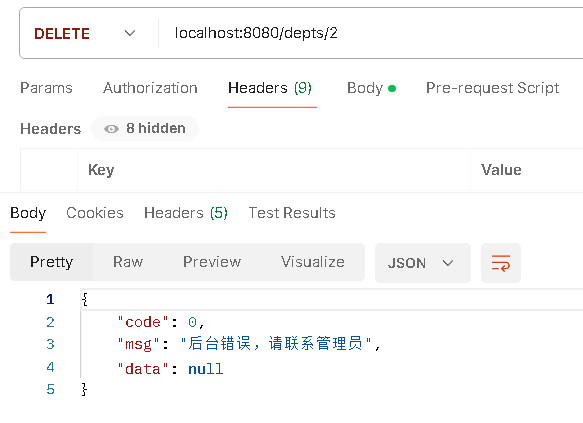 DELETE localhost:8080/depts/2
Params Authorization Headers (9) Body Pre-request Script
Headers 8 hidden
Key Value
Body Cookies Headers (5) Test Results
Pretty Raw Preview Visualize JSON
1 {
2 "code": 0,
3 "msg": "后台错误，请联系管理员",
4 "data": null
5 }